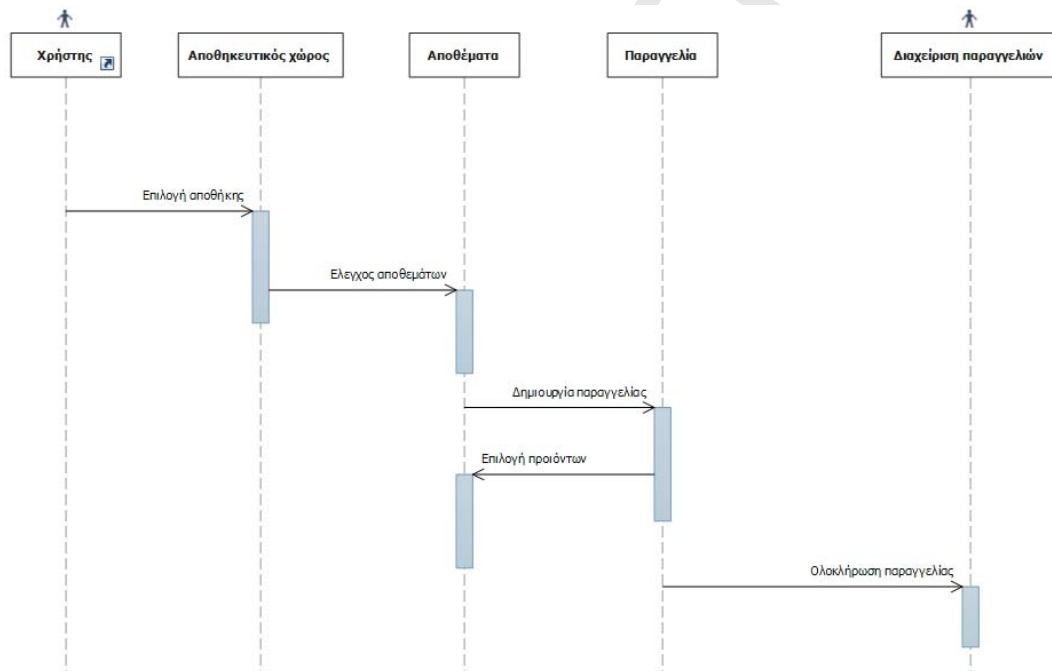 Χρήστης
Αποθηκευτικός χώρος
Αποθέματα
Παραγγελία
Διαχείριση παραγγελιών
Επιλογή αποθήκης
Ελεγχος αποθεμάτων
Δημιουργία παραγγελίας
Επιλογή προιόντων
Ολοκλήρωση παραγγελίας